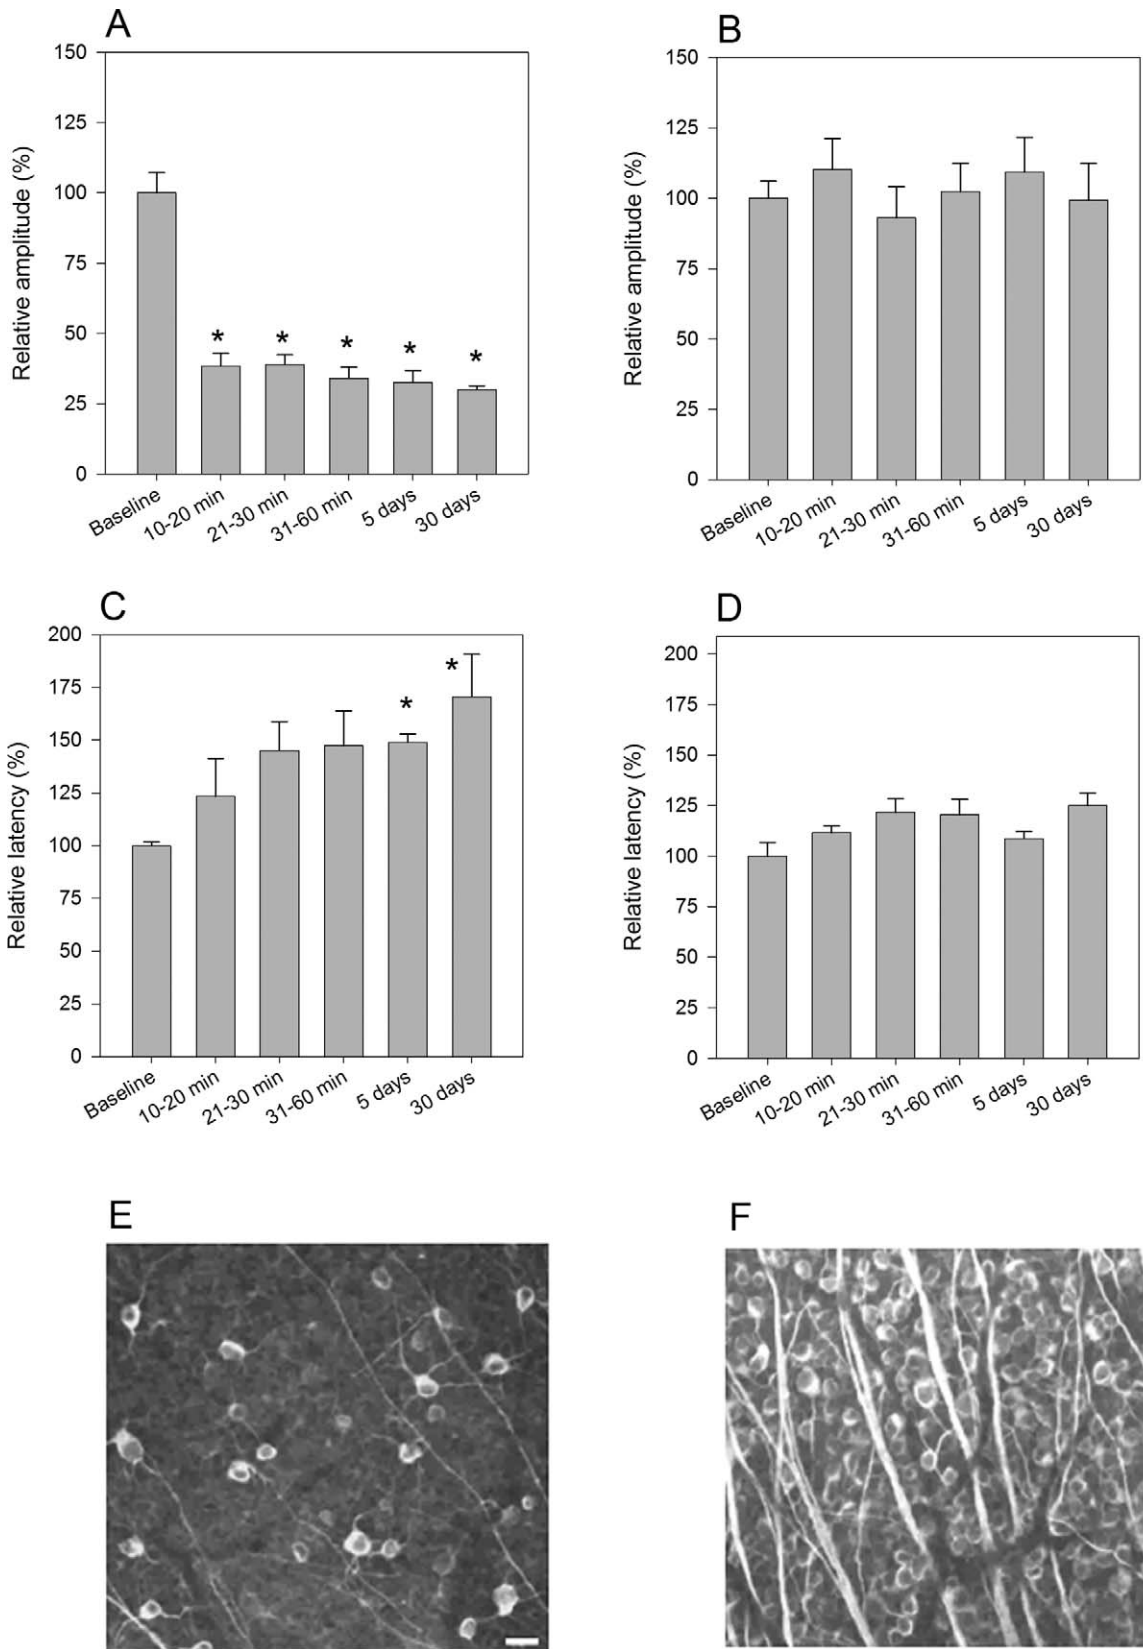 A
150
125
100
75
50
25
0
Relative amplitude (%)
* * * * *
Baseline
10-20 min
21-30 min
31-60 min
5 days
30 days
B
150
125
100
75
50
25
0
Relative amplitude (%)
Baseline
10-20 min
21-30 min
31-60 min
5 days
30 days
C
200
175
150
125
100
75
50
25
0
Relative latency (%)
* *
Baseline
10-20 min
21-30 min
31-60 min
5 days
30 days
D
200
175
150
125
100
75
50
25
0
Relative latency (%)
Baseline
10-20 min
21-30 min
31-60 min
5 days
30 days
E
F